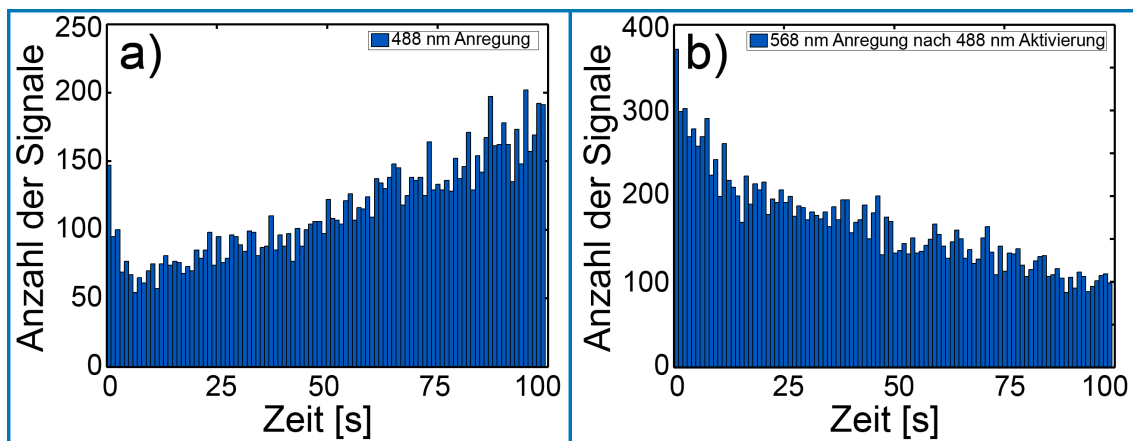 a)
488 nm Anregung
Anzahl der Signale
250
200
150
100
50
0
0
25
50
75
100
Zeit [s]
b)
568 nm Anregung nach 488 nm Aktivierung
Anzahl der Signale
400
300
200
100
0
0
25
50
75
100
Zeit [s]